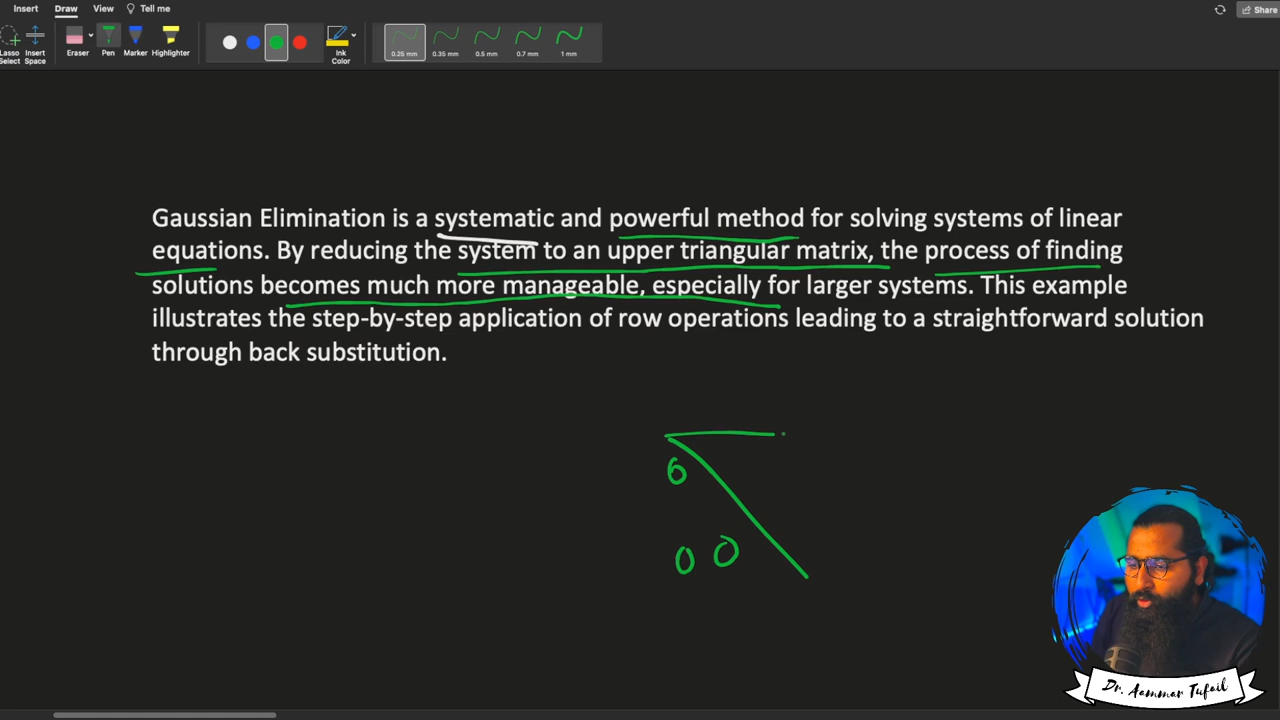 Insert Draw View Tell me
Share
Lasso Select
Insert Space
Eraser
Pen
Marker
Highlighter
Ink Color
0.25 mm
0.35 mm
0.5 mm
0.7 mm
1 mm
Gaussian Elimination is a systematic and powerful method for solving systems of linear
equations. By reducing the system to an upper triangular matrix, the process of finding
solutions becomes much more manageable, especially for larger systems. This example
illustrates the step-by-step application of row operations leading to a straightforward solution
through back substitution.
0 0
Dr. Aammar Tufail